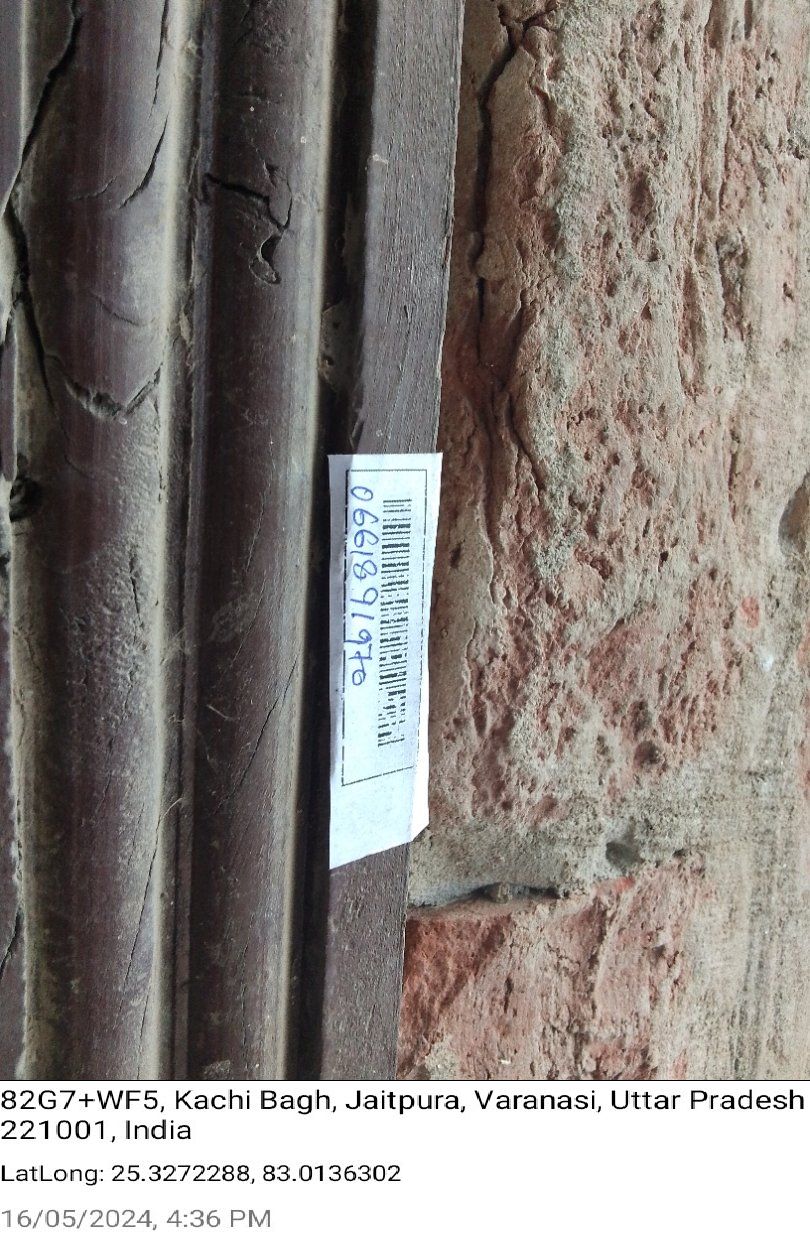 0661891970
82G7+WF5, Kachi Bagh, Jaitpura, Varanasi, Uttar Pradesh
221001, India
LatLong: 25.3272288, 83.0136302
16/05/2024, 4:36 PM